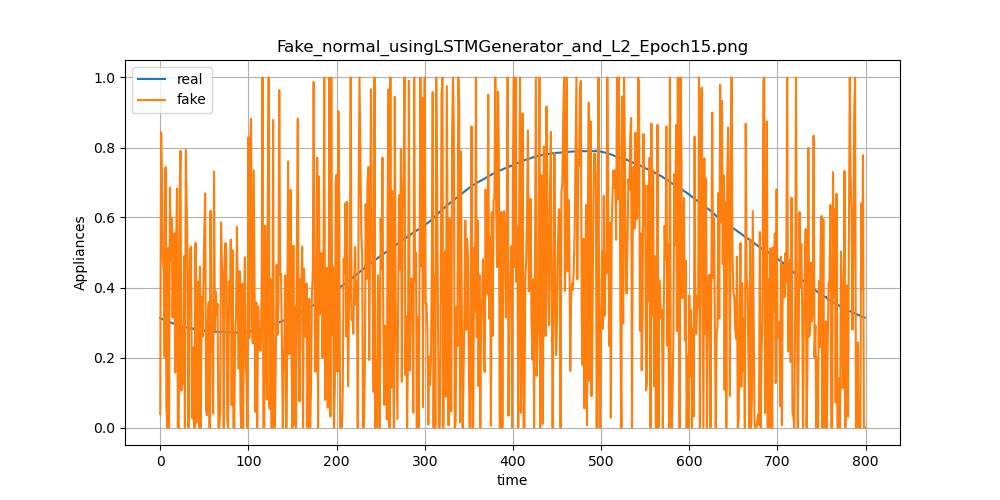 Fake_normal_usingLSTMGenerator_and_L2_Epoch15.png
real
fake
1.0
0.8
0.6
0.4
0.2
0.0
Appliances
0 100 200 300 400 500 600 700 800
time